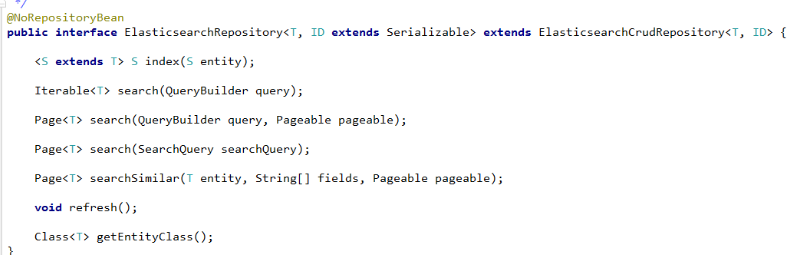 */
@NoRepositoryBean
public interface ElasticsearchRepository<T, ID extends Serializable> extends ElasticsearchCrudRepository<T, ID> {
<S extends T> S index(S entity);
Iterable<T> search(QueryBuilder query);
Page<T> search(QueryBuilder query, Pageable pageable);
Page<T> search(SearchQuery searchQuery);
Page<T> searchSimilar(T entity, String[] fields, Pageable pageable);
void refresh();
Class<T> getEntityClass();
}